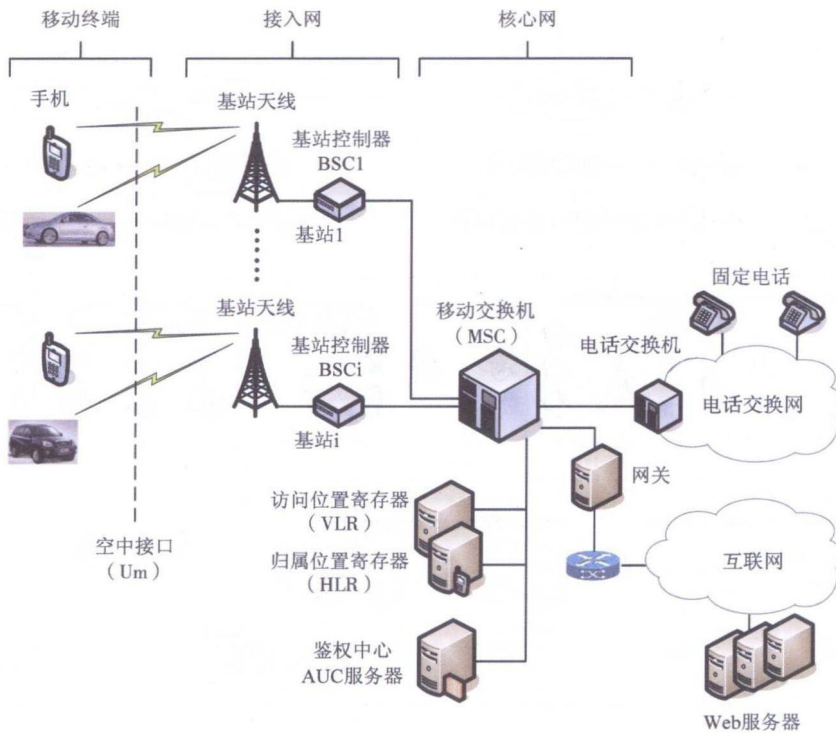 移动终端
接入网
核心网
手机
基站天线
基站控制器
BSC1
基站1
基站天线
基站控制器
BSCi
基站i
移动交换机
（MSC）
固定电话
电话交换机
电话交换网
网关
访问位置寄存器
（VLR）
归属位置寄存器
（HLR）
空中接口
（Um）
互联网
鉴权中心
AUC服务器
Web服务器